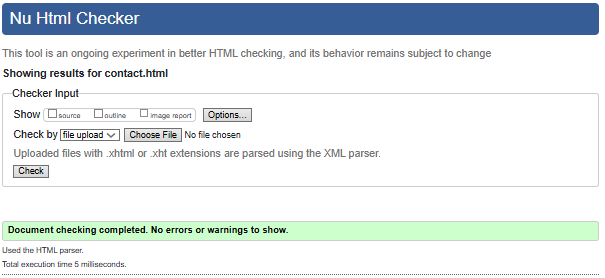 Nu Html Checker
This tool is an ongoing experiment in better HTML checking, and its behavior remains subject to change
Showing results for contact.html
Checker Input
Show source outline image report Options...
Check by file upload Choose File No file chosen
Uploaded files with .xhtml or .xht extensions are parsed using the XML parser.
Check
Document checking completed. No errors or warnings to show.
Used the HTML parser.
Total execution time 5 milliseconds.